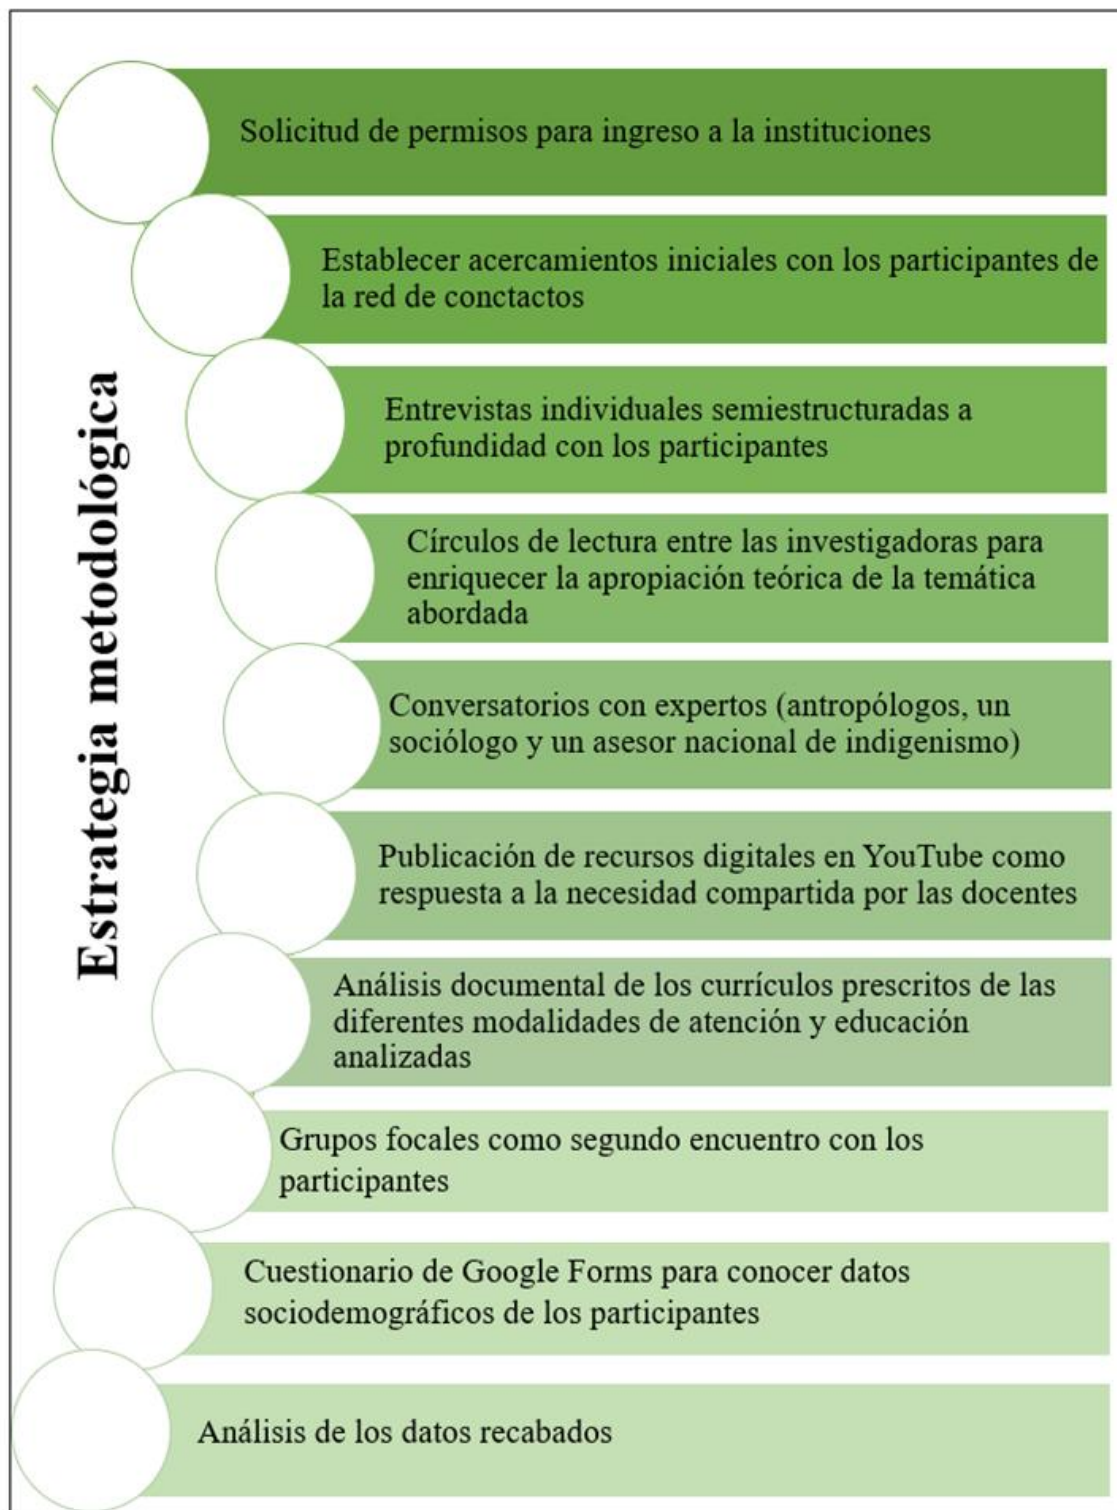 Estrategia metodológica
Solicitud de permisos para ingreso a la instituciones
Establecer acercamientos iniciales con los participantes de
la red de conctactos
Entrevistas individuales semiestructuradas a
profundidad con los participantes
Círculos de lectura entre las investigadoras para
enriquecer la apropiación teórica de la temática
abordada
Conversatorios con expertos (antropólogos, un
sociólogo y un asesor nacional de indigenismo)
Publicación de recursos digitales en YouTube como
respuesta a la necesidad compartida por las docentes
Análisis documental de los currículos prescritos de las
diferentes modalidades de atención y educación
analizadas
Grupos focales como segundo encuentro con los
participantes
Cuestionario de Google Forms para conocer datos
sociodemográficos de los participantes
Análisis de los datos recabados